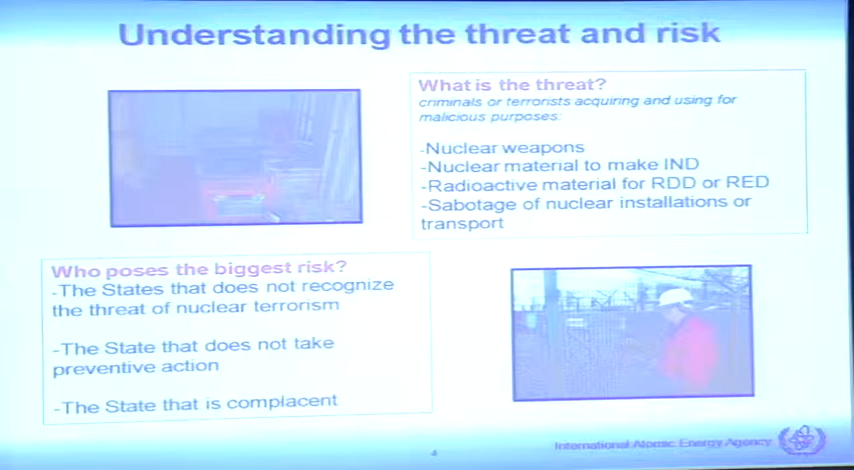 Understanding the threat and risk
What is the threat?
criminals or terrorists acquiring and using for
malicious purposes:
-Nuclear weapons
-Nuclear material to make IND
-Radioactive material for RDD or RED
-Sabotage of nuclear installations or
transport
Who poses the biggest risk?
-The States that does not recognize
the threat of nuclear terrorism
-The State that does not take
preventive action
-The State that is complacent
4
International Atomic Energy Agency